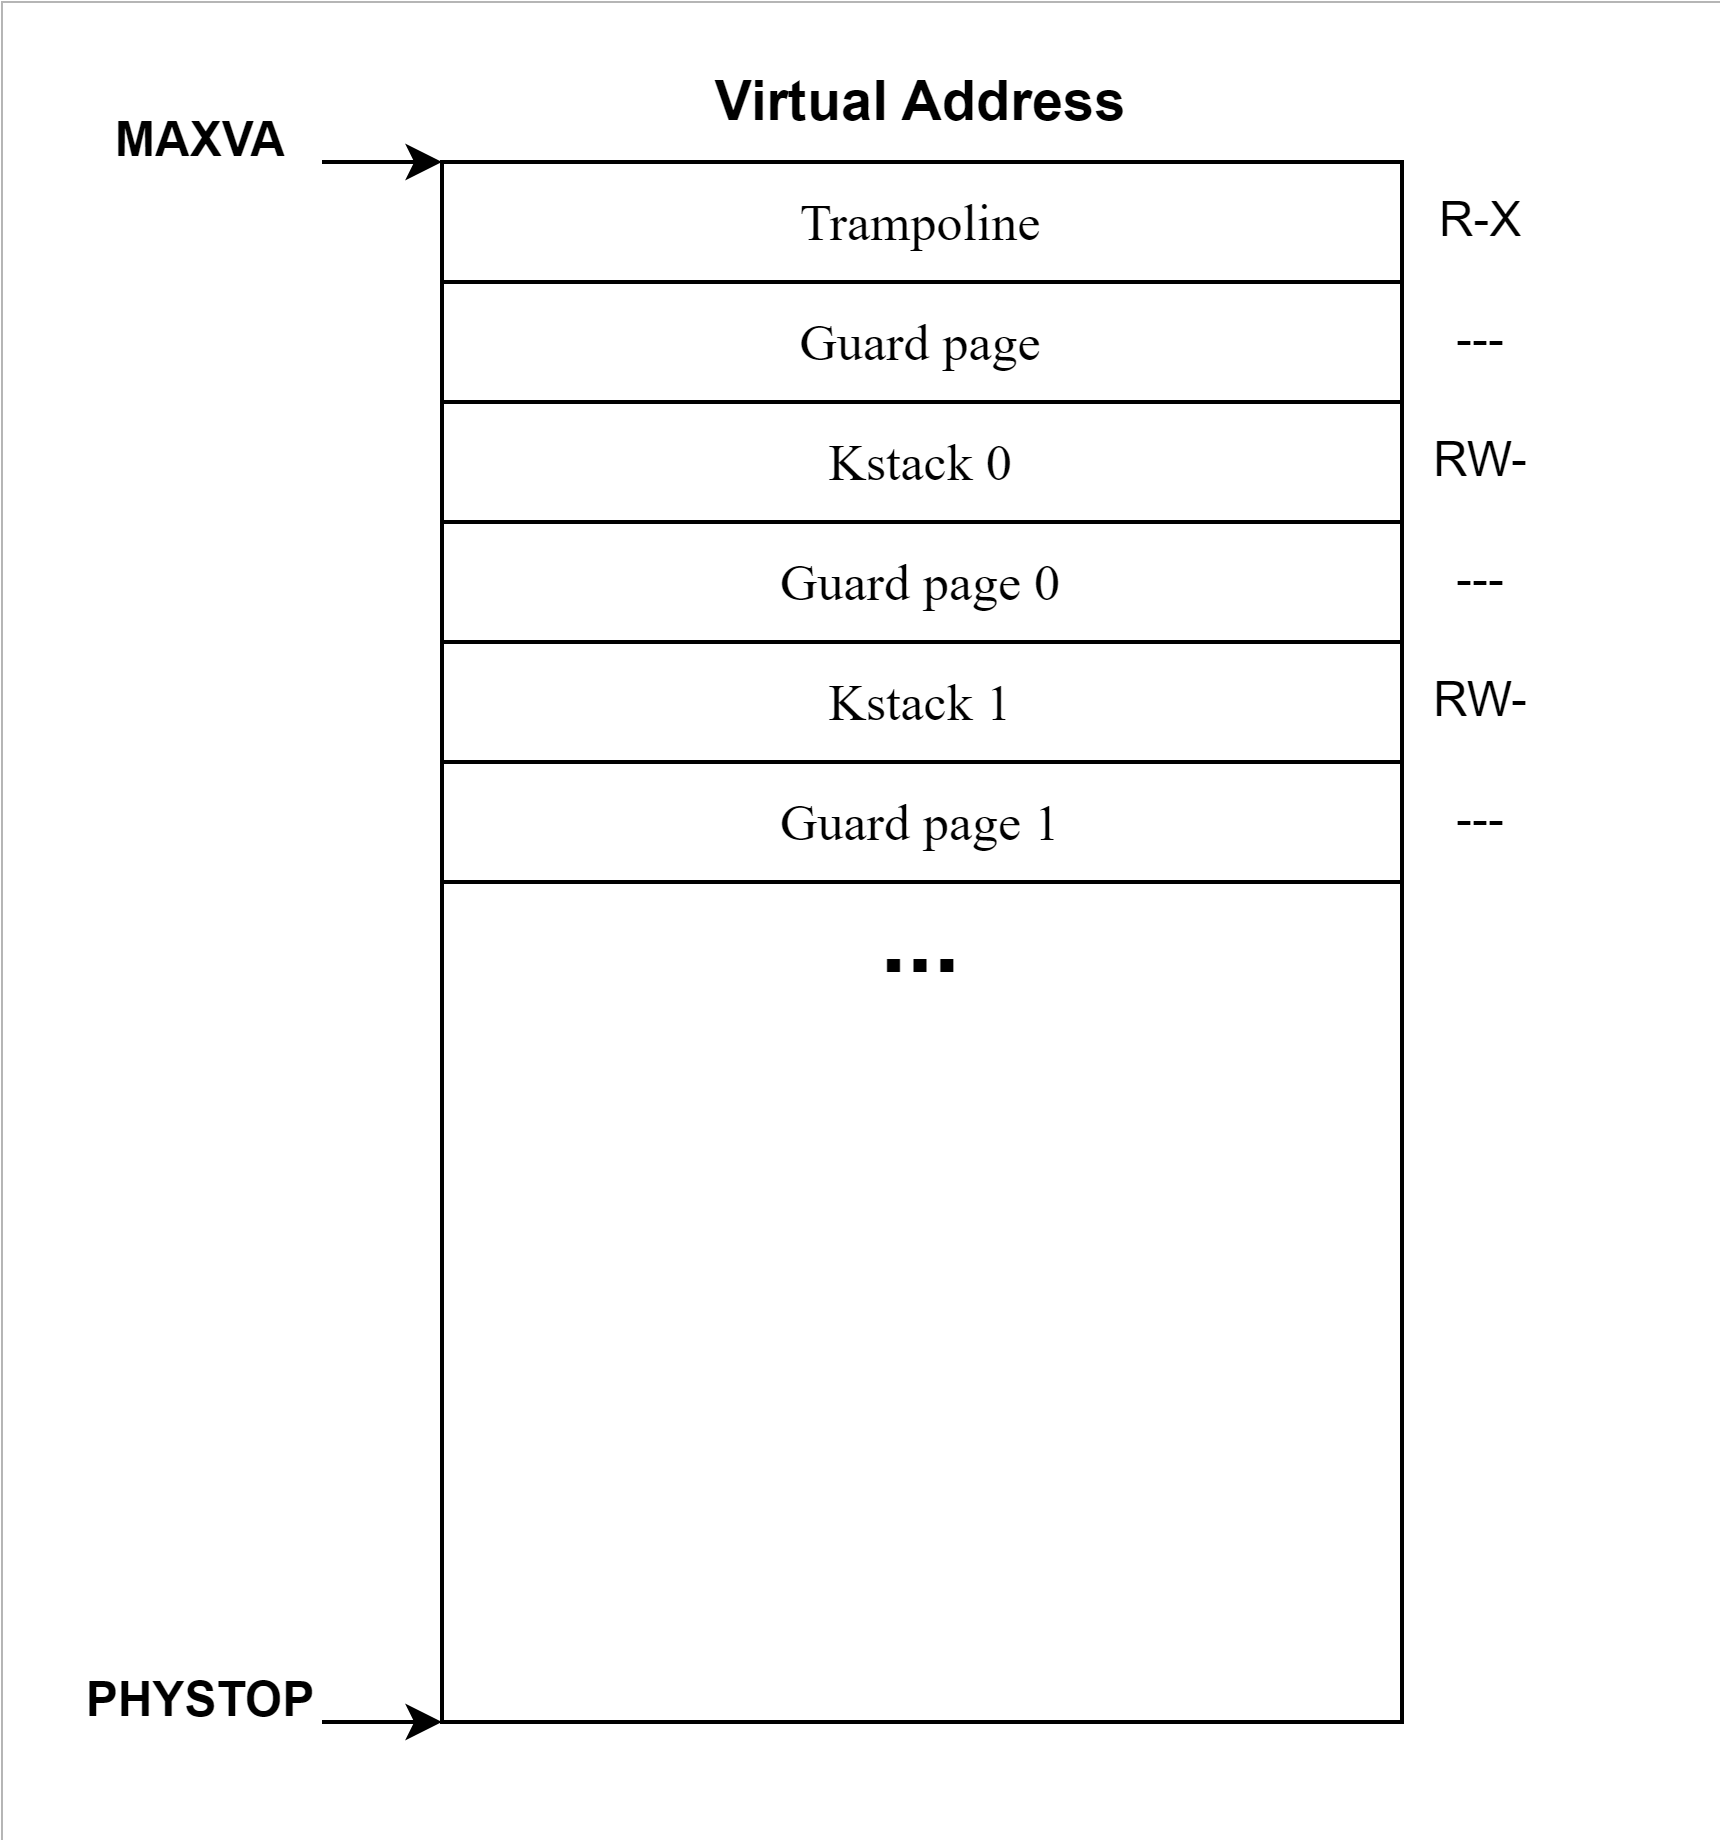 Virtual Address
MAXVA
Trampoline R-X
Guard page ---
Kstack 0 RW-
Guard page 0 ---
Kstack 1 RW-
Guard page 1 ---
...
PHYSTOP